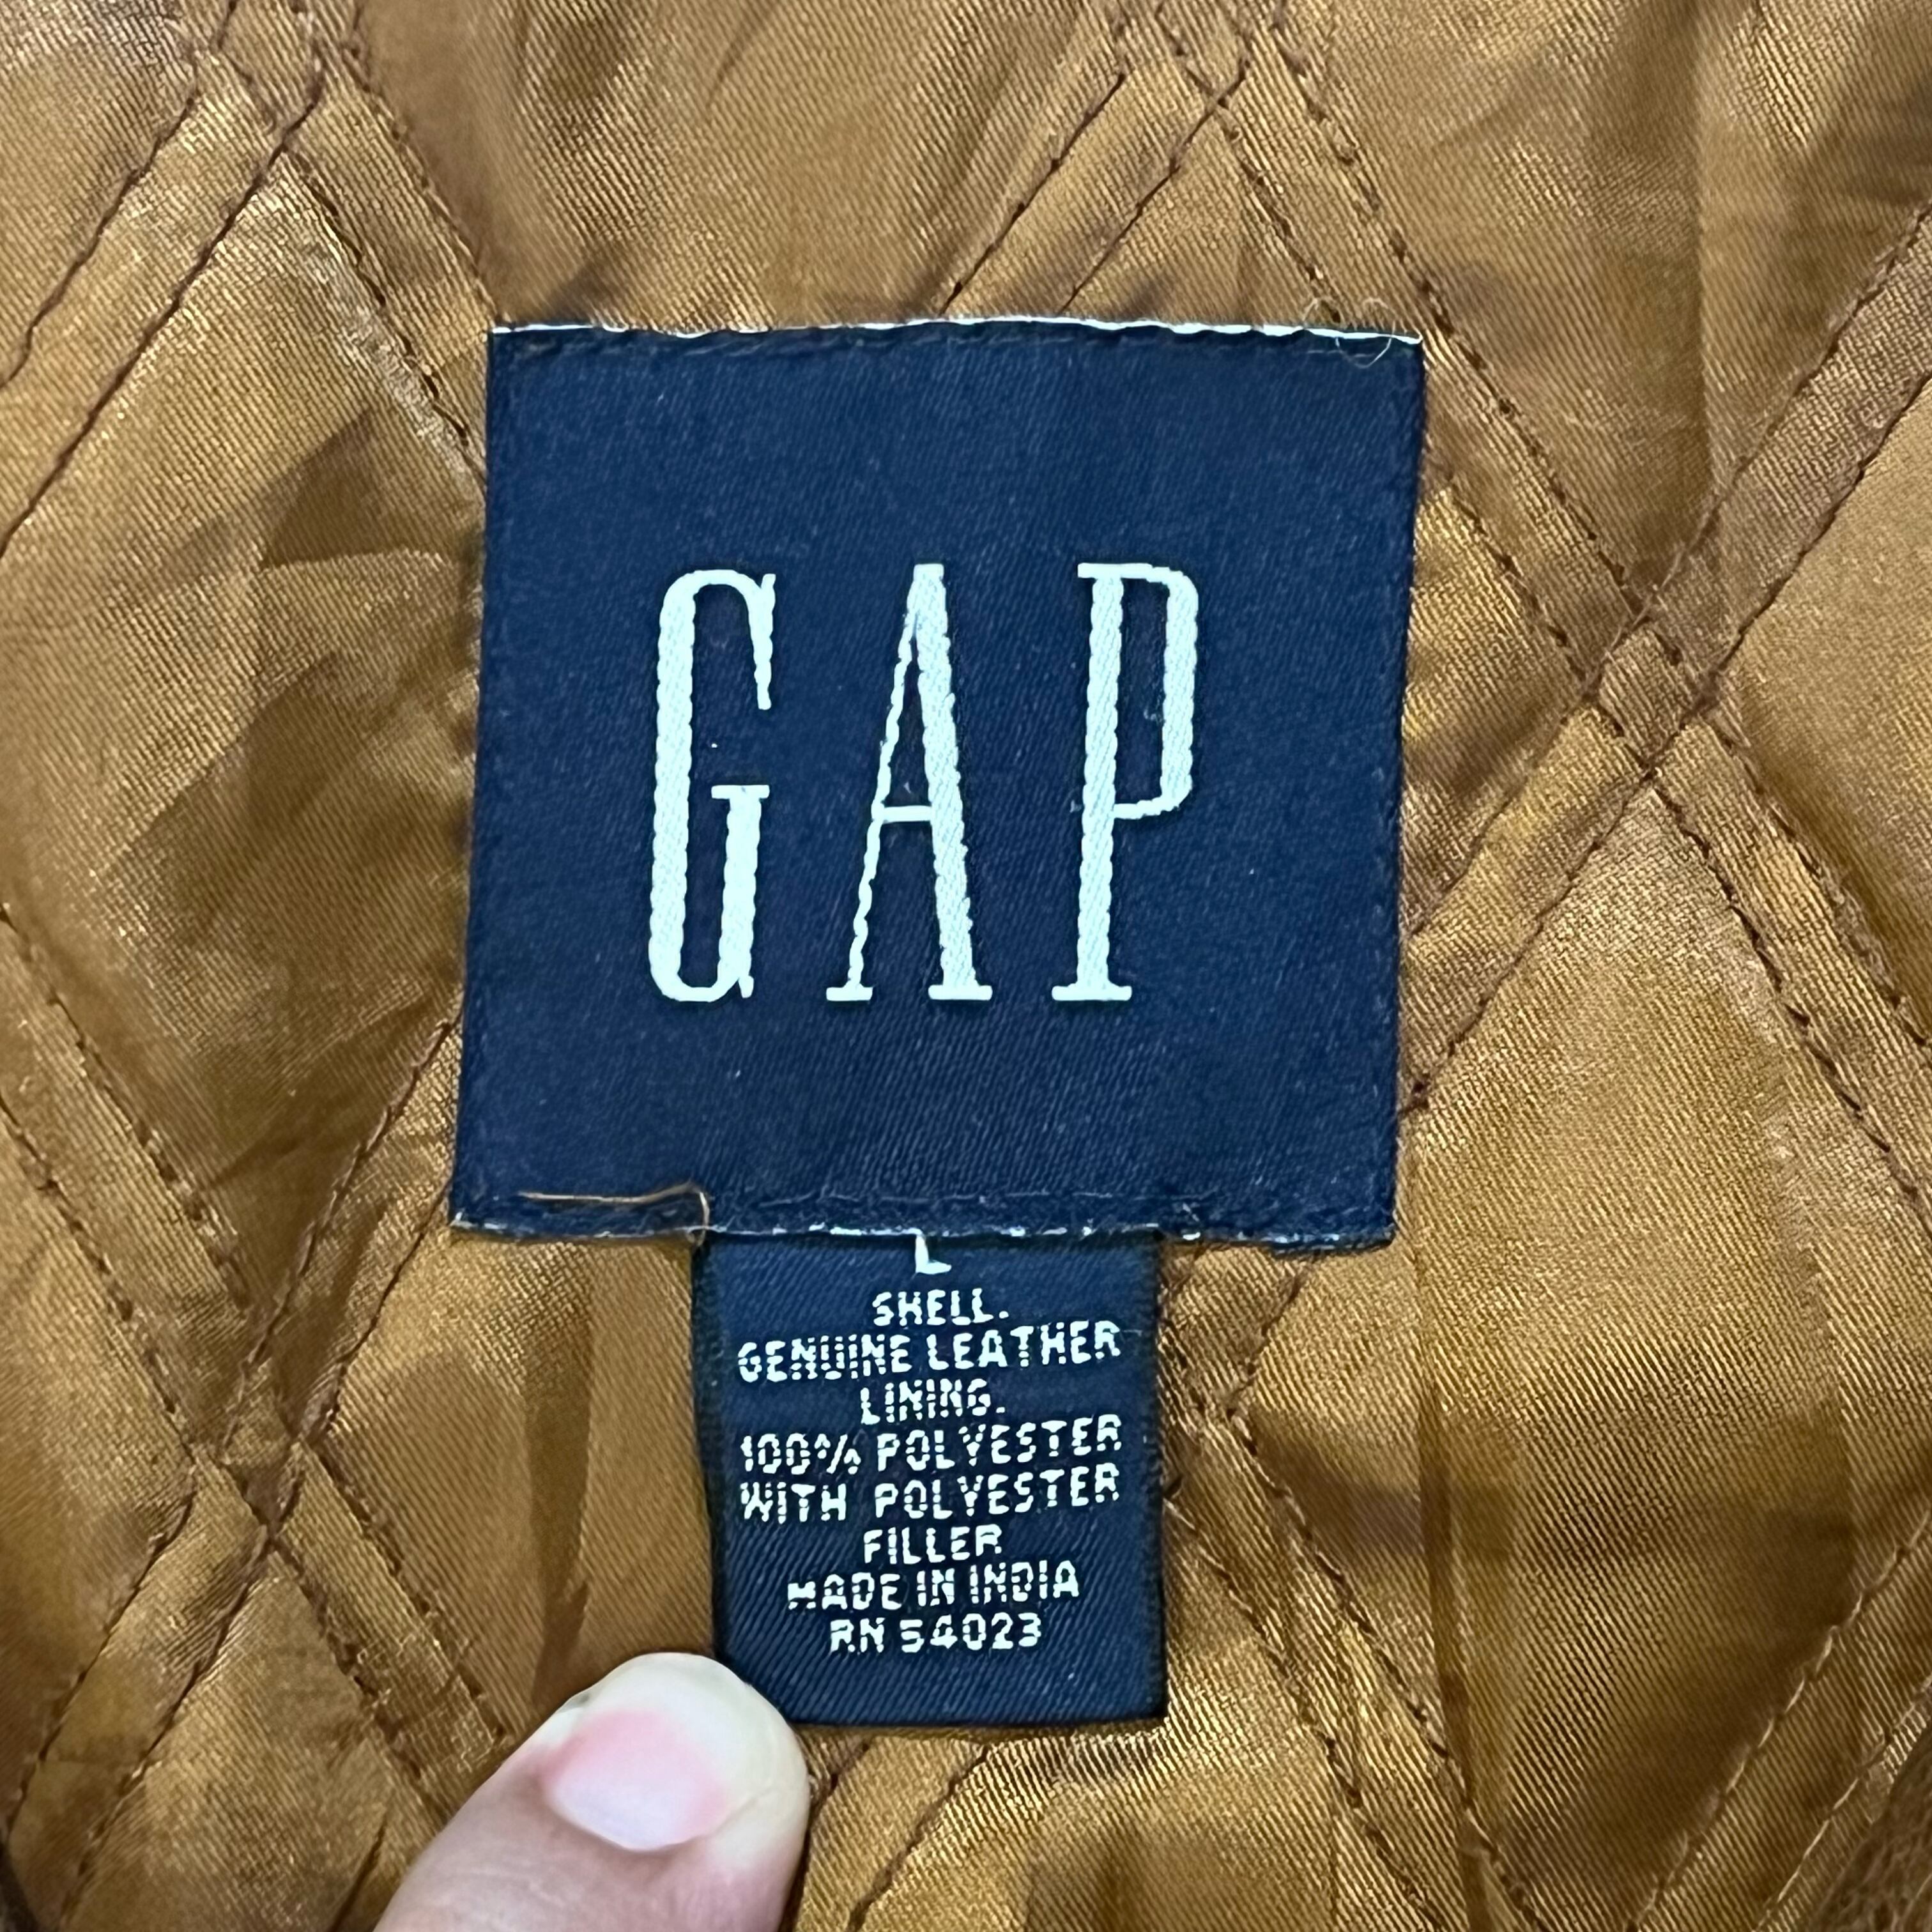 GAP
L
SHELL.
GENUINE LEATHER
LINING.
100% POLYESTER
WITH POLYESTER
FILLER
MADE IN INDIA
RN 54023